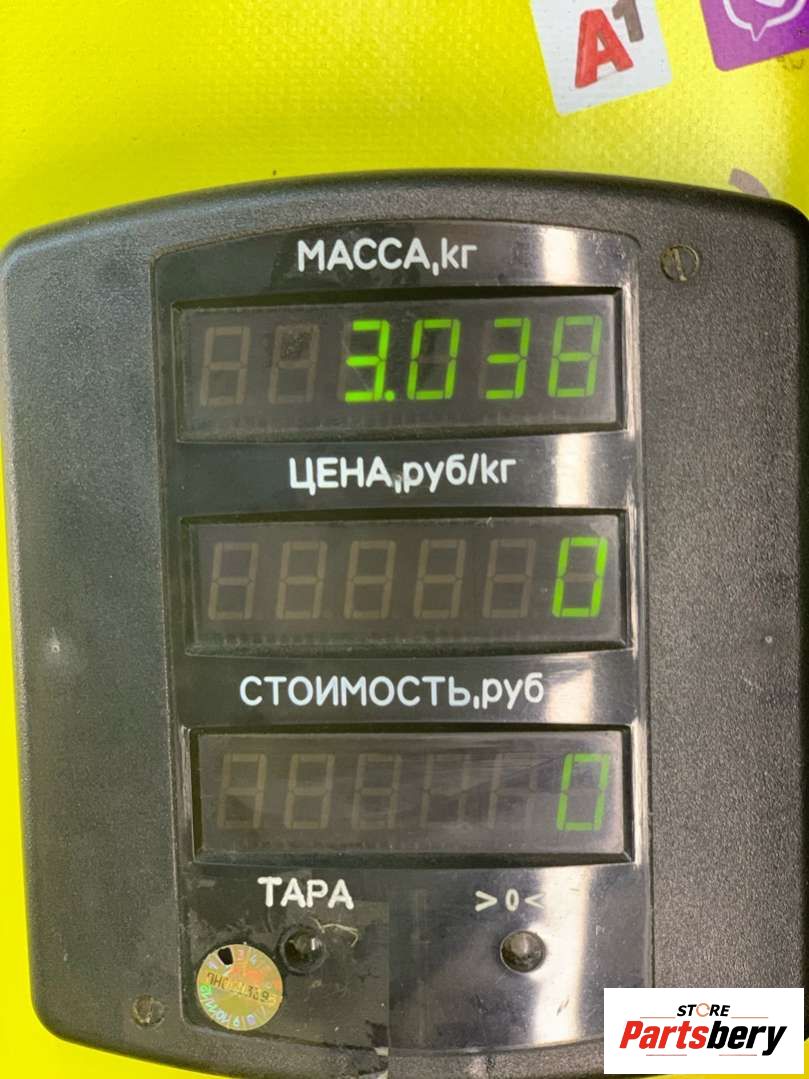 A1
МАССА,кг
3.038
ЦЕНА,руб/кг
0
СТОИМОСТЬ,руб
0
ТАРА >0<
STORE
Partsbery